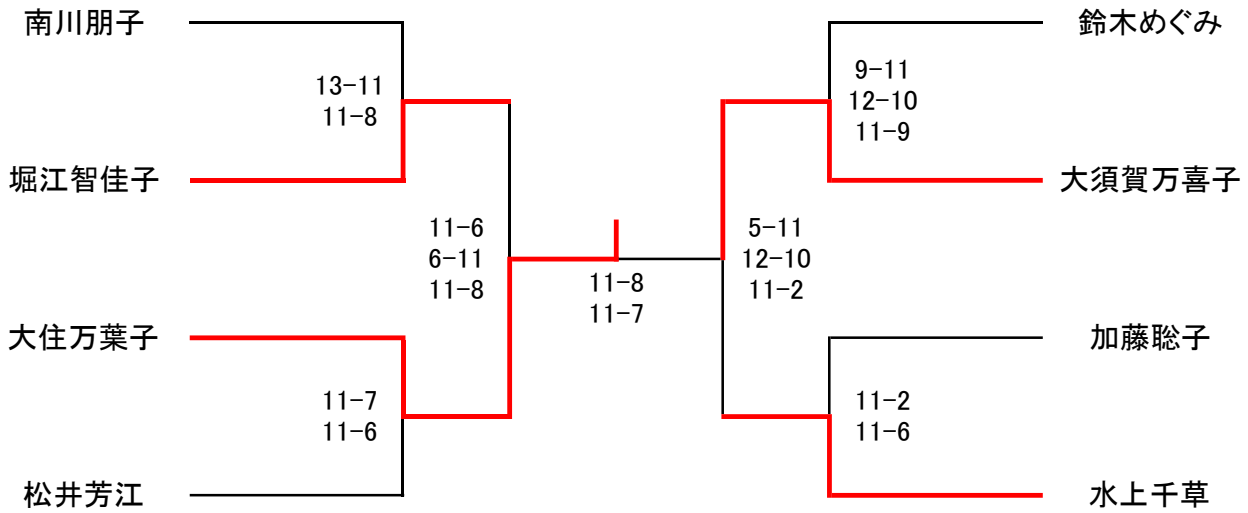 南川朋子
13-11
11-8
堀江智佳子
11-6
6-11
11-8
大住万葉子
11-7
11-6
松井芳江
11-8
11-7
鈴木めぐみ
9-11
12-10
11-9
大須賀万喜子
5-11
12-10
11-2
加藤聡子
11-2
11-6
水上千草